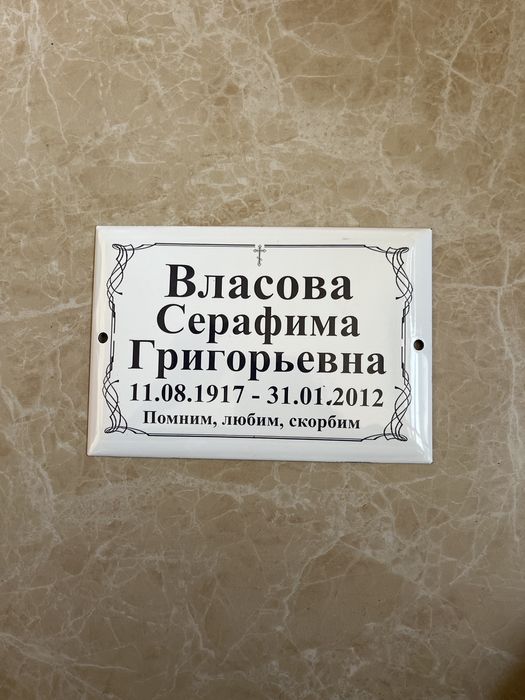 Власова
Серафима
Григорьевна
11.08.1917 - 31.01.2012
Помним, любим, скорбим